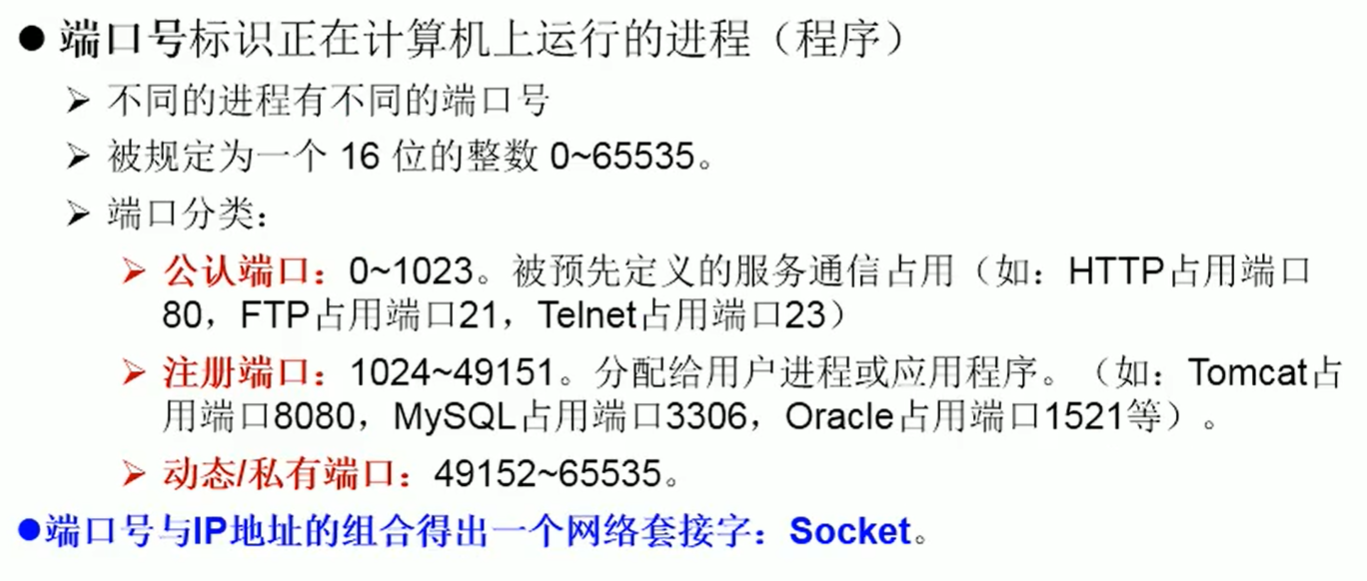 ● 端口号标识正在计算机上运行的进程（程序）
➢ 不同的进程有不同的端口号
➢ 被规定为一个 16 位的整数 0~65535。
➢ 端口分类：
➢ 公认端口：0~1023。被预先定义的服务通信占用（如：HTTP占用端口
80，FTP占用端口21，Telnet占用端口23）
➢ 注册端口：1024~49151。分配给用户进程或应用程序。（如：Tomcat占
用端口8080，MySQL占用端口3306，Oracle占用端口1521等）。
➢ 动态/私有端口：49152~65535。
●端口号与IP地址的组合得出一个网络套接字：Socket。